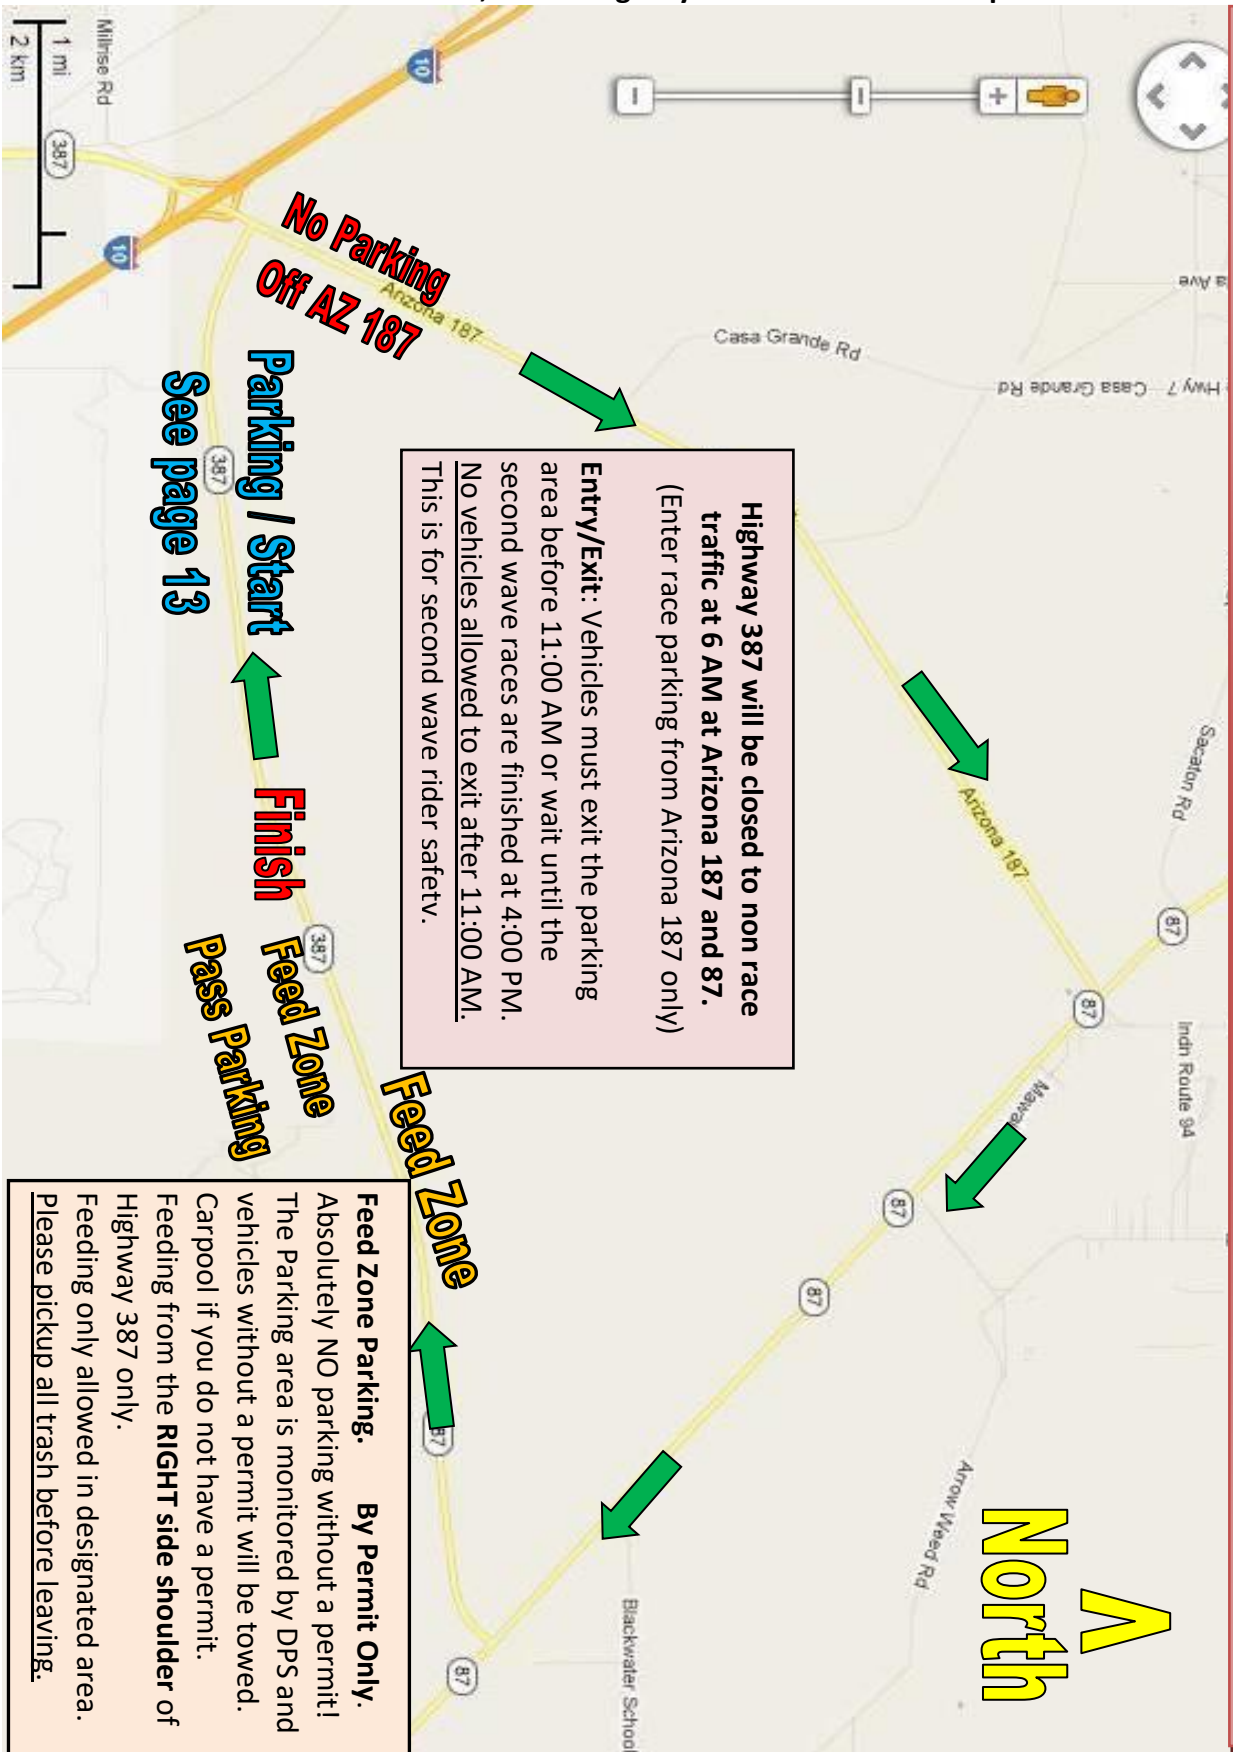 ^
North
1 mi
2 km
Millrise Rd
387
10
10
No Parking
Off AZ 187
Arizona 187
Casa Grande Rd
Hwy 7
Casa Grande Rd
a Ave
Sacaton Rd
Arizona 187
87
87
Indn Route 94
87
87
Arrow Weed Rd
Blackwater School
87
87
387
387
Parking / Start
See page 13
Finish
Feed Zone
Pass Parking
Feed Zone
Highway 387 will be closed to non race
traffic at 6 AM at Arizona 187 and 87.
(Enter race parking from Arizona 187 only)
Entry/Exit: Vehicles must exit the parking
area before 11:00 AM or wait until the
second wave races are finished at 4:00 PM.
No vehicles allowed to exit after 11:00 AM.
This is for second wave rider safety.
Feed Zone Parking. By Permit Only.
Absolutely NO parking without a permit!
The Parking area is monitored by DPS and
vehicles without a permit will be towed.
Carpool if you do not have a permit.
Feeding from the RIGHT side shoulder of
Highway 387 only.
Feeding only allowed in designated area.
Please pickup all trash before leaving.